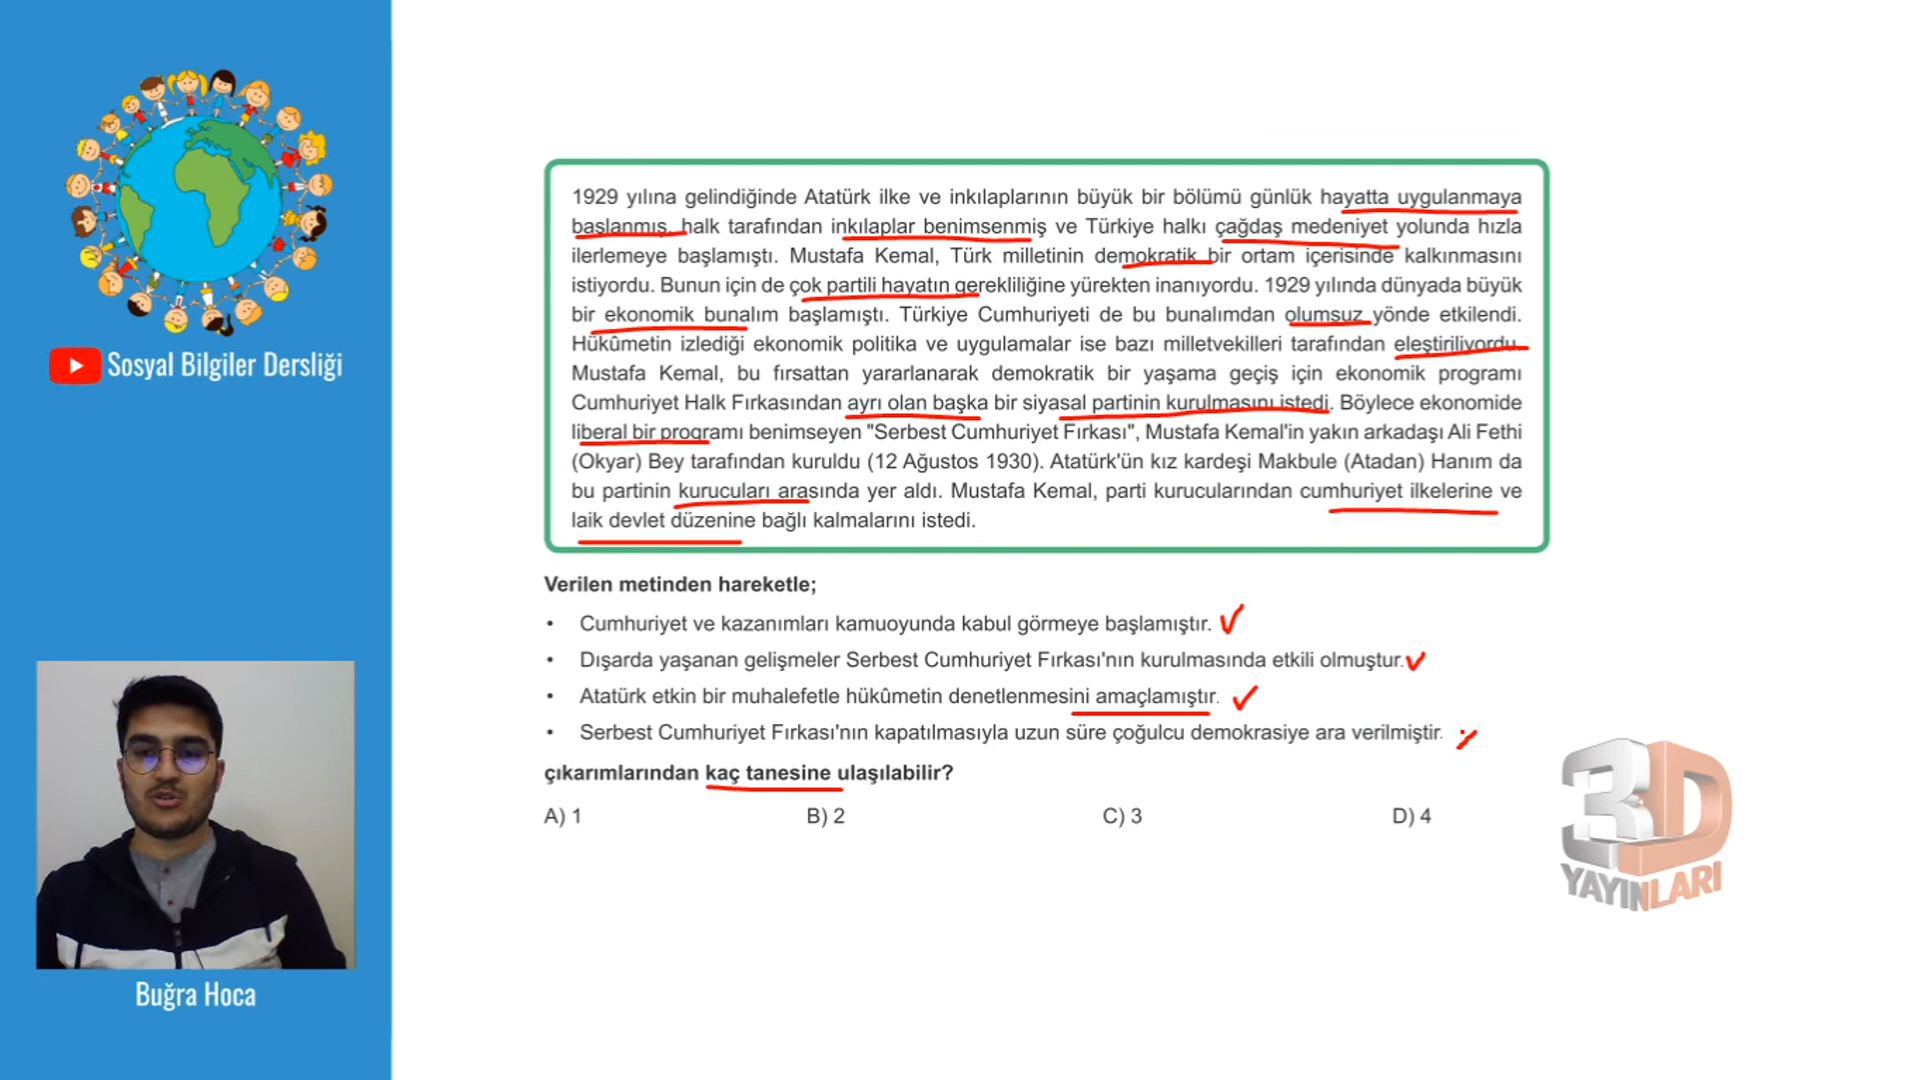 Sosyal Bilgiler Dersliği
Buğra Hoca
1929 yılına gelindiğinde Atatürk ilke ve inkılaplarının büyük bir bölümü günlük hayatta uygulanmaya
başlanmış, halk tarafından inkılaplar benimsenmiş ve Türkiye halkı çağdaş medeniyet yolunda hızla
ilerlemeye başlamıştı. Mustafa Kemal, Türk milletinin demokratik bir ortam içerisinde kalkınmasını
istiyordu. Bunun için de çok partili hayatın gerekliliğine yürekten inanıyordu. 1929 yılında dünyada büyük
bir ekonomik bunalım başlamıştı. Türkiye Cumhuriyeti de bu bunalımdan olumsuz yönde etkilendi.
Hükûmetin izlediği ekonomik politika ve uygulamalar ise bazı milletvekilleri tarafından eleştiriliyordu.
Mustafa Kemal, bu fırsattan yararlanarak demokratik bir yaşama geçiş için ekonomik programı
Cumhuriyet Halk Fırkasından ayrı olan başka bir siyasal partinin kurulmasını istedi. Böylece ekonomide
liberal bir programı benimseyen "Serbest Cumhuriyet Fırkası", Mustafa Kemal'in yakın arkadaşı Ali Fethi
(Okyar) Bey tarafından kuruldu (12 Ağustos 1930). Atatürk'ün kız kardeşi Makbule (Atadan) Hanım da
bu partinin kurucuları arasında yer aldı. Mustafa Kemal, parti kurucularından cumhuriyet ilkelerine ve
laik devlet düzenine bağlı kalmalarını istedi.
Verilen metinden hareketle;
• Cumhuriyet ve kazanımları kamuoyunda kabul görmeye başlamıştır.
• Dışarda yaşanan gelişmeler Serbest Cumhuriyet Fırkası'nın kurulmasında etkili olmuştur.
• Atatürk etkin bir muhalefetle hükûmetin denetlenmesini amaçlamıştır.
• Serbest Cumhuriyet Fırkası'nın kapatılmasıyla uzun süre çoğulcu demokrasiye ara verilmiştir.
çıkarımlarından kaç tanesine ulaşılabilir?
A) 1 B) 2 C) 3 D) 4
3D
YAYINLARI